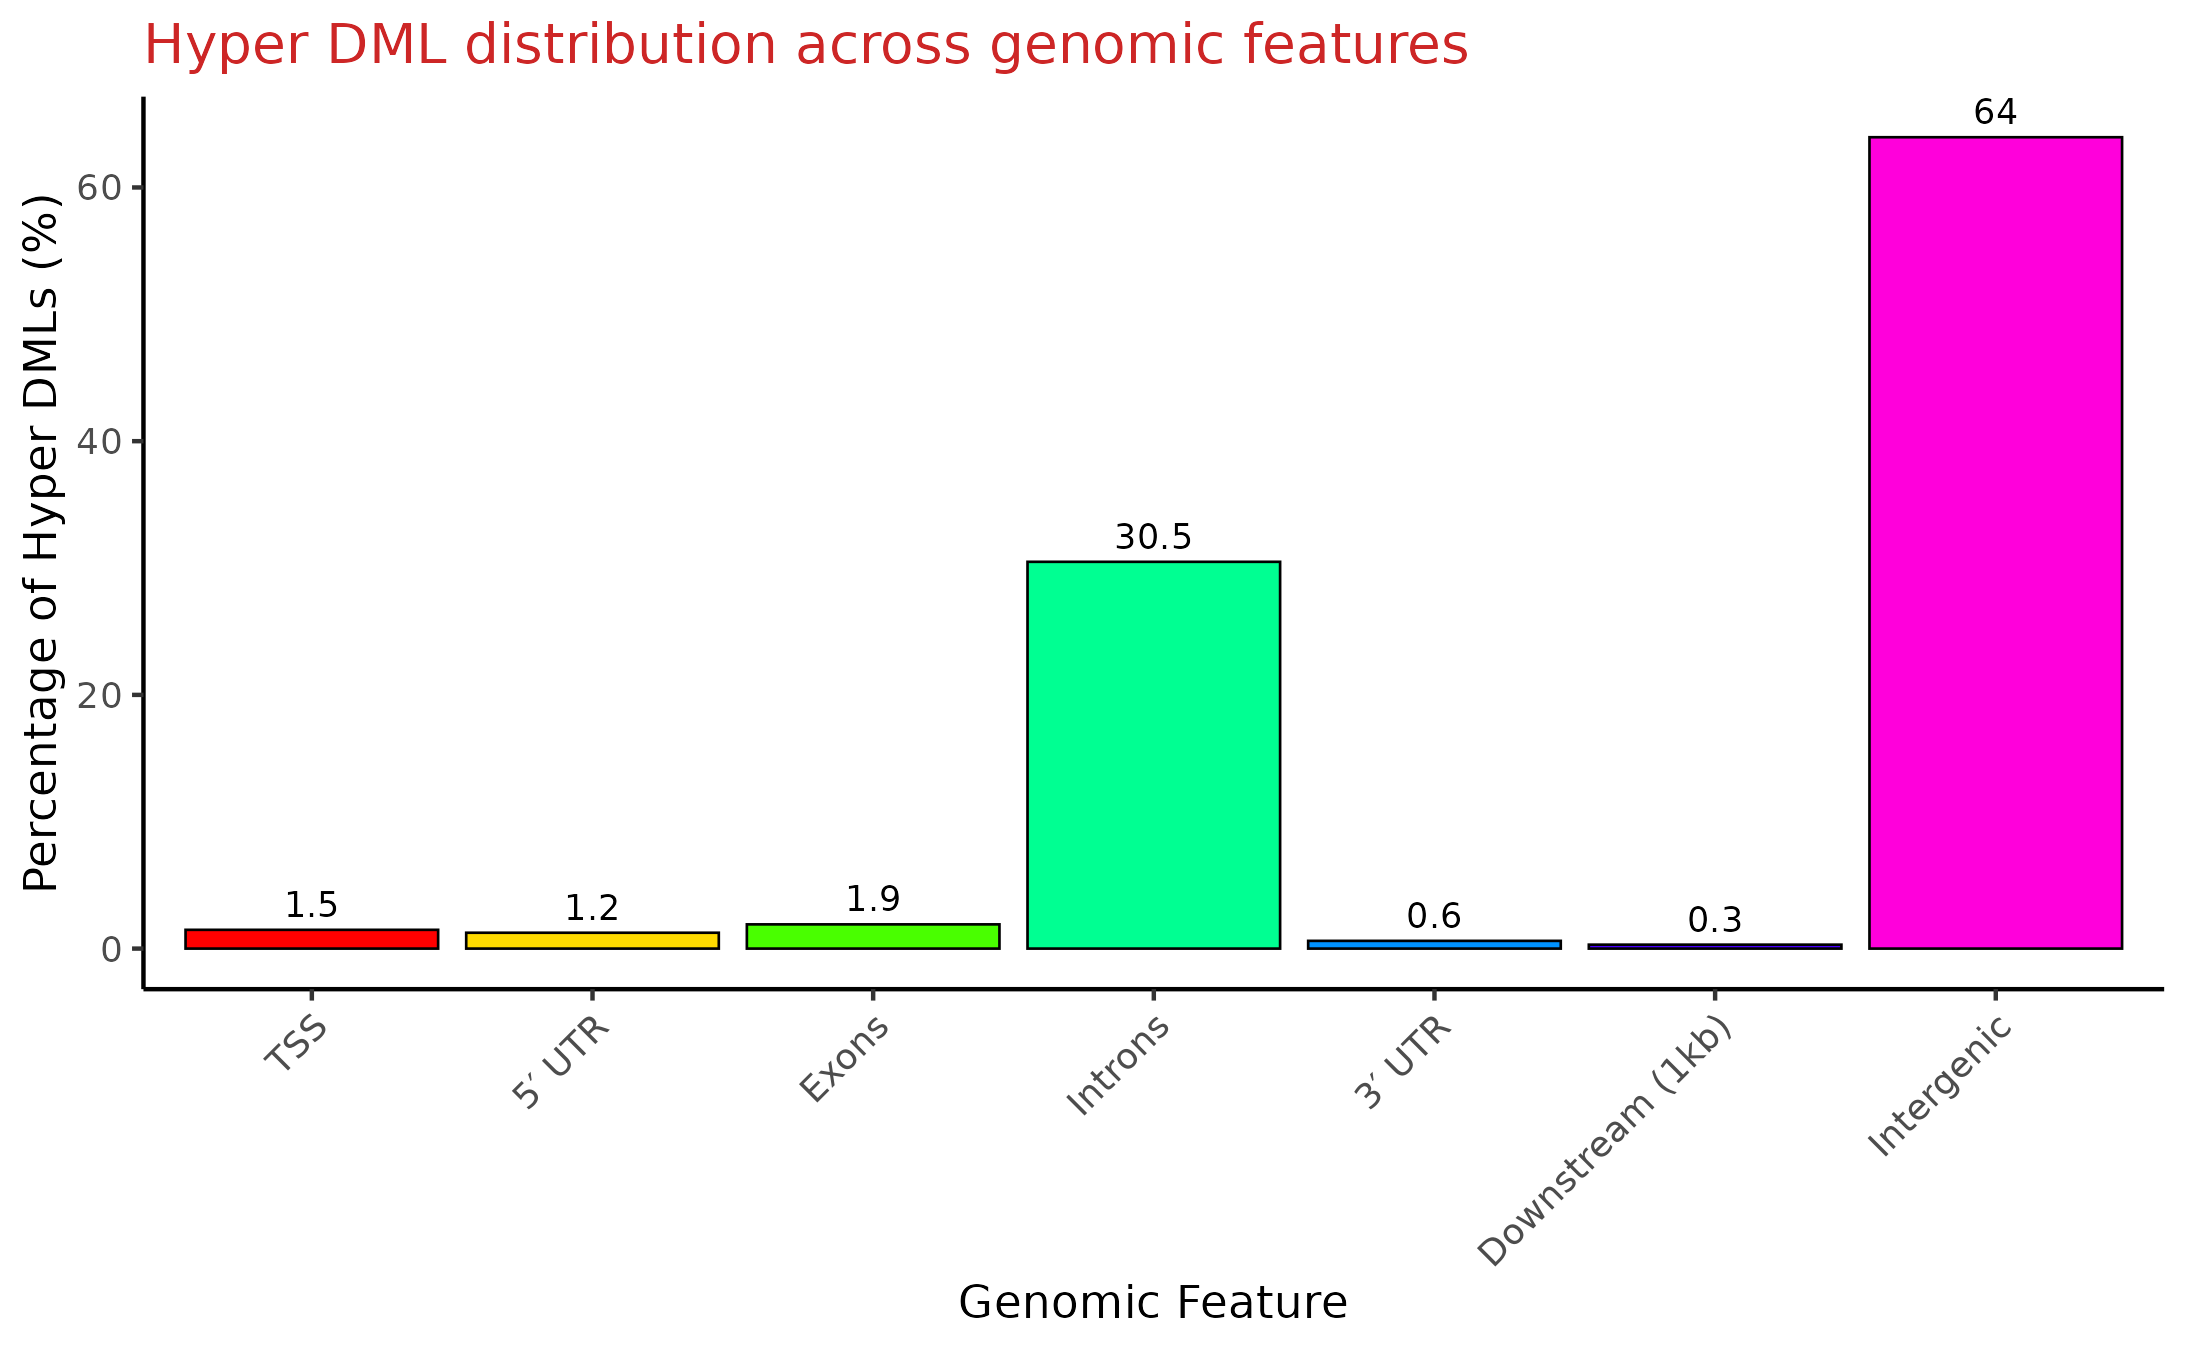 Hyper DML distribution across genomic features
Percentage of Hyper DMLs (%)
60
40
20
0
1.5
1.2
1.9
30.5
0.6
0.3
64
TSS
5′ UTR
Exons
Introns
3′ UTR
Downstream (1kb)
Intergenic
Genomic Feature